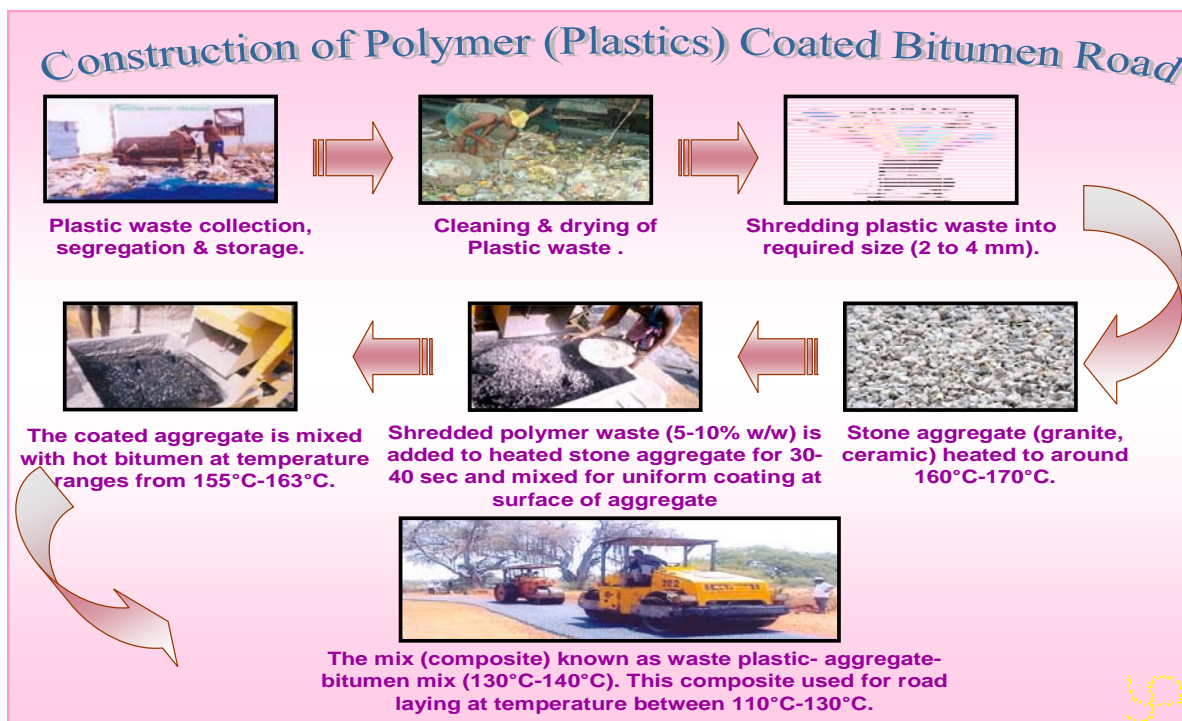 Construction of Polymer (Plastics) Coated Bitumen Road
Plastic waste collection,
segregation & storage.
Cleaning & drying of
Plastic waste .
Shredding plastic waste into
required size (2 to 4 mm).
Stone aggregate (granite,
ceramic) heated to around
160°C-170°C.
Shredded polymer waste (5-10% w/w) is
added to heated stone aggregate for 30-
40 sec and mixed for uniform coating at
surface of aggregate
The coated aggregate is mixed
with hot bitumen at temperature
ranges from 155°C-163°C.
The mix (composite) known as waste plastic- aggregate-
bitumen mix (130°C-140°C). This composite used for road
laying at temperature between 110°C-130°C.